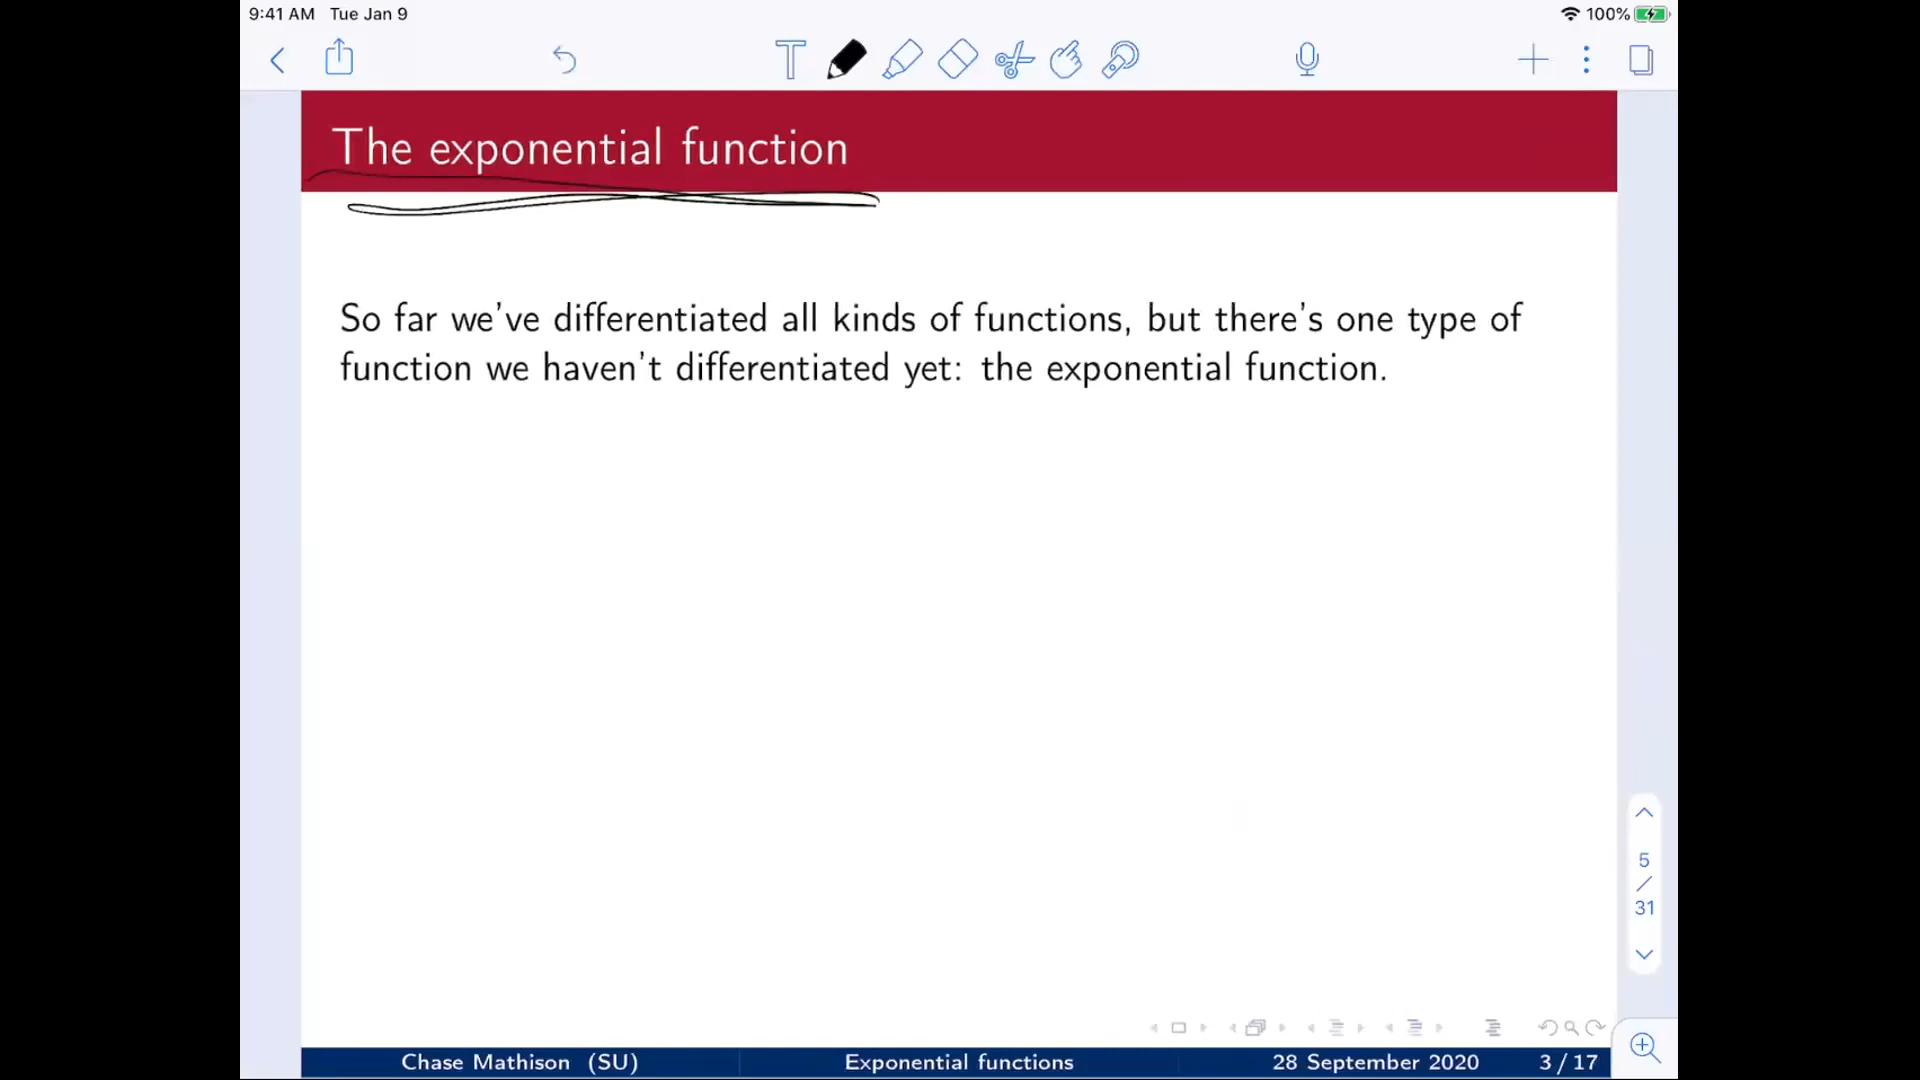 9:41 AM Tue Jan 9
100%
The exponential function
So far we've differentiated all kinds of functions, but there's one type of
function we haven't differentiated yet: the exponential function.
5
/
31
Chase Mathison (SU) Exponential functions 28 September 2020 3 / 17